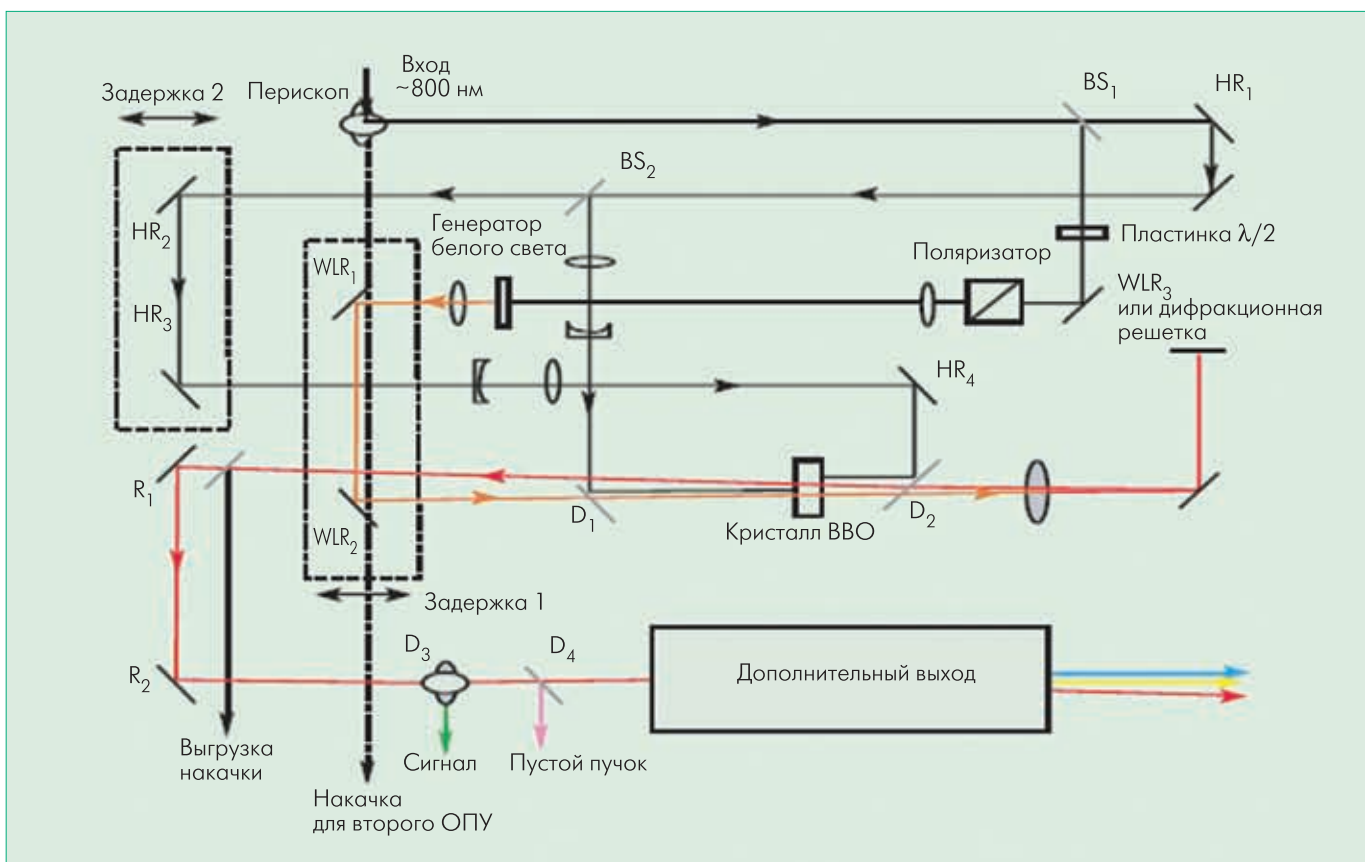 Вход
~800 нм
Перископ
Задержка 2
BS₁
HR₁
BS₂
HR₂
Генератор
белого света
Пластинка λ/2
Поляризатор
WLR₁
WLR₃
или дифракционная
решетка
HR₃
HR₄
R₁
WLR₂
D₁
D₂
Кристалл BBO
Задержка 1
R₂
D₃
D₄
Дополнительный выход
Выгрузка
накачки
Сигнал
Пустой пучок
Накачка
для второго ОПУ